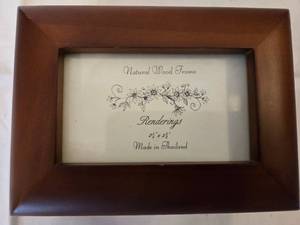 Natural Wood Frame
Renderings
Made in Thailand